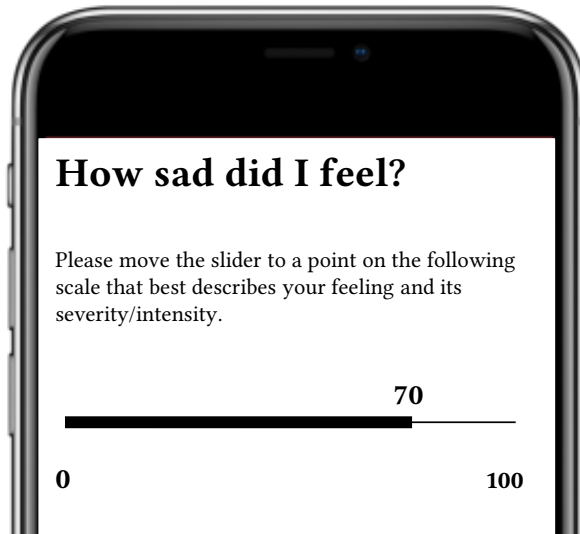 How sad did I feel?
Please move the slider to a point on the following
scale that best describes your feeling and its
severity/intensity.
70
0 100